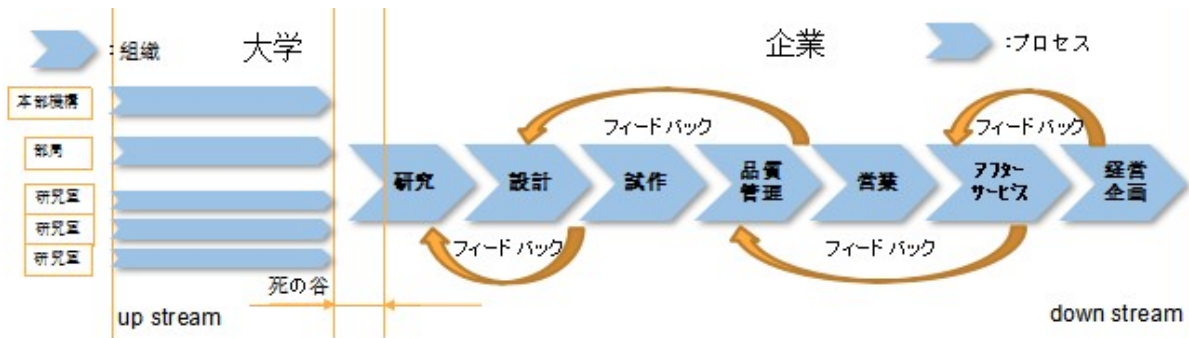 :組織
大学
企業
:プロセス
本部機構
部局
研究室
研究室
研究室
フィードバック
フィードバック
研究
設計
試作
品質
管理
営業
アフター
サービス
経営
企画
フィードバック
フィードバック
死の谷
up stream
down stream